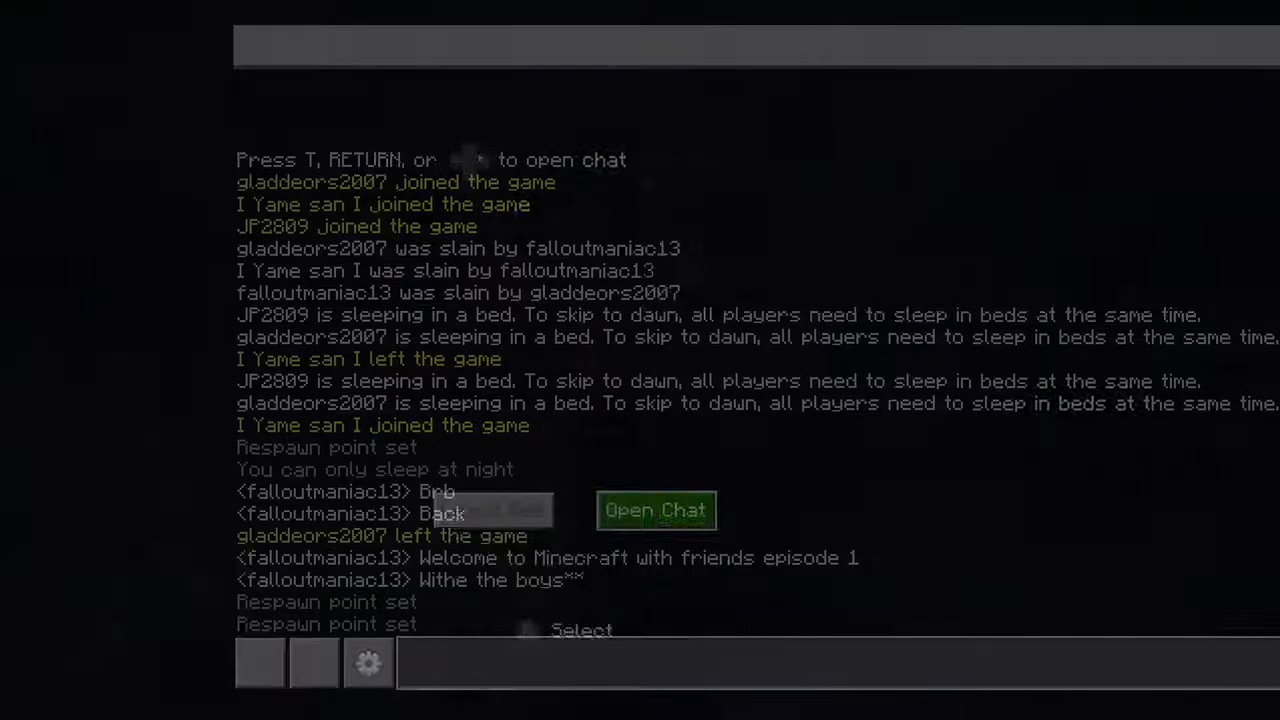 Press T, RETURN, or to open chat
gladdeors2007 joined the game
I Yame san I joined the game
JP2809 joined the game
gladdeors2007 was slain by falloutmaniac13
I Yame san I was slain by falloutmaniac13
falloutmaniac13 was slain by gladdeors2007
JP2809 is sleeping in a bed. To skip to dawn, all players need to sleep in beds at the same time.
gladdeors2007 is sleeping in a bed. To skip to dawn, all players need to sleep in beds at the same time.
I Yame san I left the game
JP2809 is sleeping in a bed. To skip to dawn, all players need to sleep in beds at the same time.
gladdeors2007 is sleeping in a bed. To skip to dawn, all players need to sleep in beds at the same time.
I Yame san I joined the game
Respawn point set
You can only sleep at night
<falloutmaniac13> Brb
<falloutmaniac13> Back
Open Chat
gladdeors2007 left the game
<falloutmaniac13> Welcome to Minecraft with friends episode 1
<falloutmaniac13> Withe the boys**
Respawn point set
Respawn point set
Select